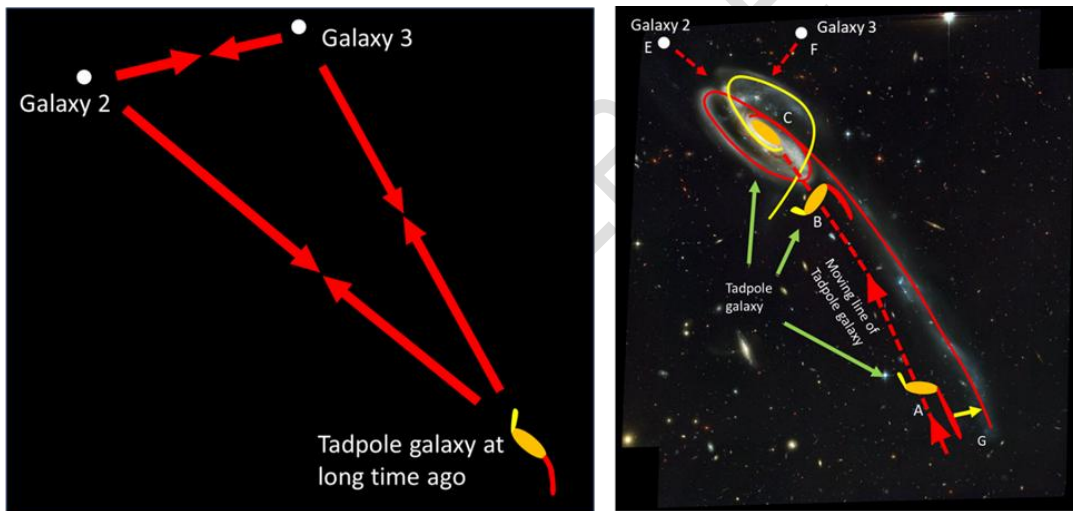 Galaxy 3
Galaxy 2
Tadpole galaxy at
long time ago
Galaxy 2
Galaxy 3
E
F
C
B
Tadpole
galaxy
Moving line of
Tadpole galaxy
A
G